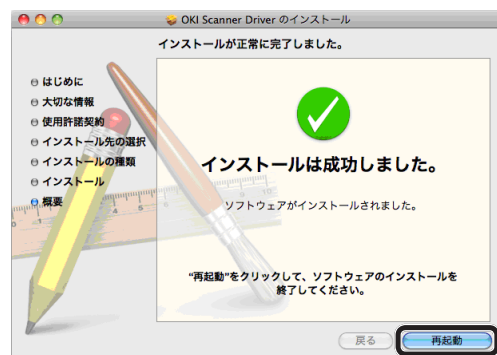 OKI Scanner Driver のインストール
インストールが正常に完了しました。
はじめに
大切な情報
使用許諾契約
インストール先の選択
インストールの種類
インストール
概要
インストールは成功しました。
ソフトウェアがインストールされました。
“再起動”をクリックして、ソフトウェアのインストールを
終了してください。
戻る
再起動